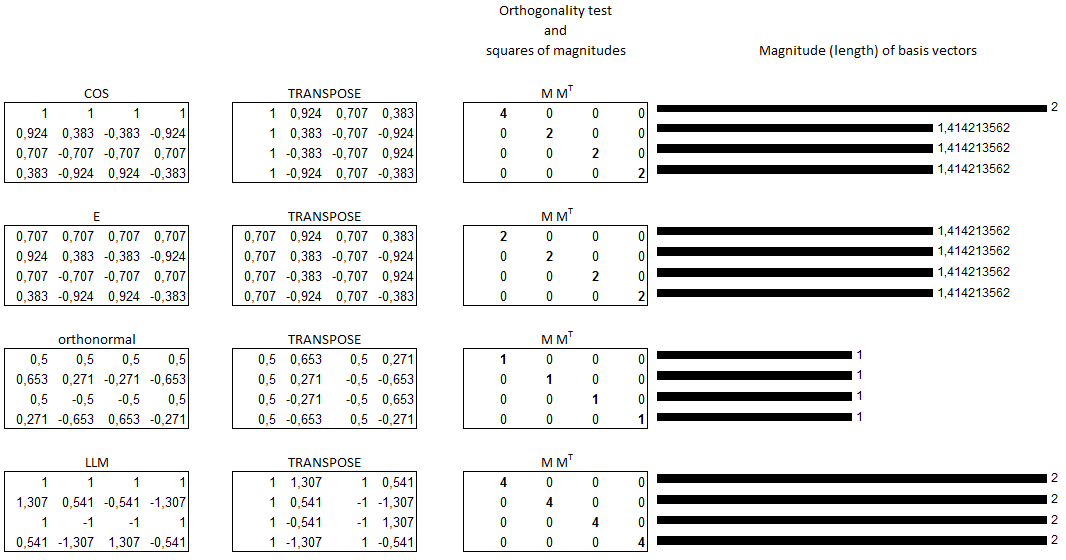 Orthogonality test
and
squares of magnitudes
Magnitude (length) of basis vectors
COS TRANSPOSE M Mᵀ
1 1 1 1 1 0,924 0,707 0,383 4 0 0 0 2
0,924 0,383 -0,383 -0,924 1 0,383 -0,707 -0,924 0 2 0 0 1,414213562
0,707 -0,707 -0,707 0,707 1 -0,383 -0,707 0,924 0 0 2 0 1,414213562
0,383 -0,924 0,924 -0,383 1 -0,924 0,707 -0,383 0 0 0 2 1,414213562
E TRANSPOSE M Mᵀ
0,707 0,707 0,707 0,707 0,707 0,924 0,707 0,383 2 0 0 0 1,414213562
0,924 0,383 -0,383 -0,924 0,707 0,383 -0,707 -0,924 0 2 0 0 1,414213562
0,707 -0,707 -0,707 0,707 0,707 -0,383 -0,707 0,924 0 0 2 0 1,414213562
0,383 -0,924 0,924 -0,383 0,707 -0,924 0,707 -0,383 0 0 0 2 1,414213562
orthonormal TRANSPOSE M Mᵀ
0,5 0,5 0,5 0,5 0,5 0,653 0,5 0,271 1 0 0 0 1
0,653 0,271 -0,271 -0,653 0,5 0,271 -0,5 -0,653 0 1 0 0 1
0,5 -0,5 -0,5 0,5 0,5 -0,271 -0,5 0,653 0 0 1 0 1
0,271 -0,653 0,653 -0,271 0,5 -0,653 0,5 -0,271 0 0 0 1 1
LLM TRANSPOSE M Mᵀ
1 1 1 1 1 1,307 1 0,541 4 0 0 0 2
1,307 0,541 -0,541 -1,307 1 0,541 -1 -1,307 0 4 0 0 2
1 -1 -1 1 1 -0,541 -1 1,307 0 0 4 0 2
0,541 -1,307 1,307 -0,541 1 -1,307 1 -0,541 0 0 0 4 2